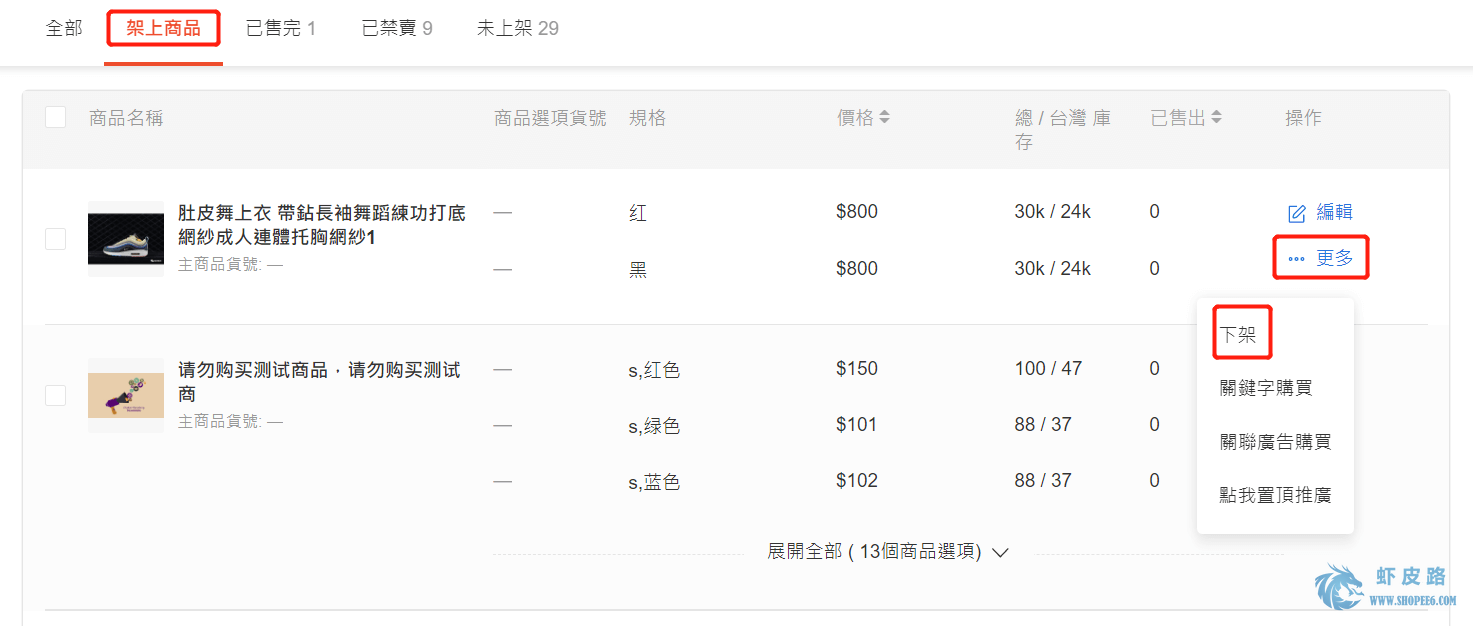 全部 架上商品 已售完 1 已禁賣 9 未上架 29
商品名稱 商品選項貨號 規格 價格 總 / 台灣 庫 已售出 操作
存
肚皮舞上衣 帶鉆長袖舞蹈練功打底 — 红 $800 30k / 24k 0 編輯
網紗成人連體托胸網紗1
主商品貨號: — — 黑 $800 30k / 24k 0 更多
下架
请勿购买测试商品，请勿购买测试 — s,红色 $150 100 / 47 0
商 關鍵字購買
主商品貨號: — — s,绿色 $101 88 / 37 0
關聯廣告購買
— s,蓝色 $102 88 / 37 0
點我置頂推廣
展開全部 ( 13個商品選項)
虾皮路
WWW.SHOPEE6.COM